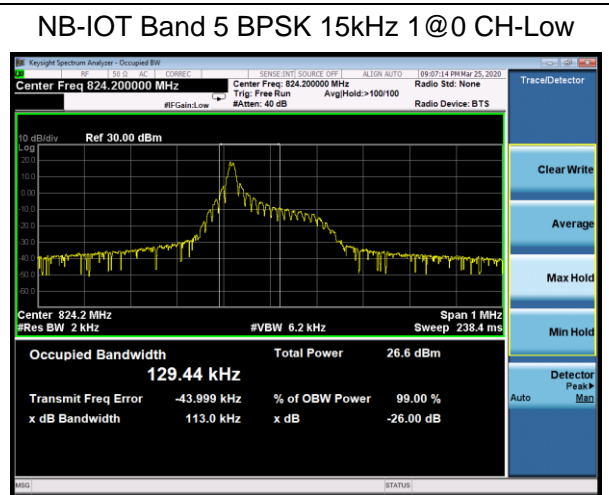 NB-IOT Band 5 BPSK 15kHz 1@0 CH-Low
Keysight Spectrum Analyzer - Occupied BW
RF 50 Ω AC CORREC SENSE:INT SOURCE OFF ALIGN AUTO 09:07:14 PM Mar 25, 2020
Center Freq 824.200000 MHz
Center Freq: 824.200000 MHz Radio Std: None
Trig: Free Run Avg|Hold:>100/100
#IFGain:Low #Atten: 40 dB Radio Device: BTS
Trace/Detector
10 dB/div Ref 30.00 dBm
Log
20.0
10.0
0.00
-10.0
-20.0
-30.0
-40.0
-50.0
-60.0
Center 824.2 MHz Span 1 MHz
#Res BW 2 kHz #VBW 6.2 kHz Sweep 238.4 ms
Occupied Bandwidth Total Power 26.6 dBm
129.44 kHz
Transmit Freq Error -43.999 kHz % of OBW Power 99.00 %
x dB Bandwidth 113.0 kHz x dB -26.00 dB
Clear Write
Average
Max Hold
Min Hold
Detector
Peak▶
Auto Man
MSG STATUS